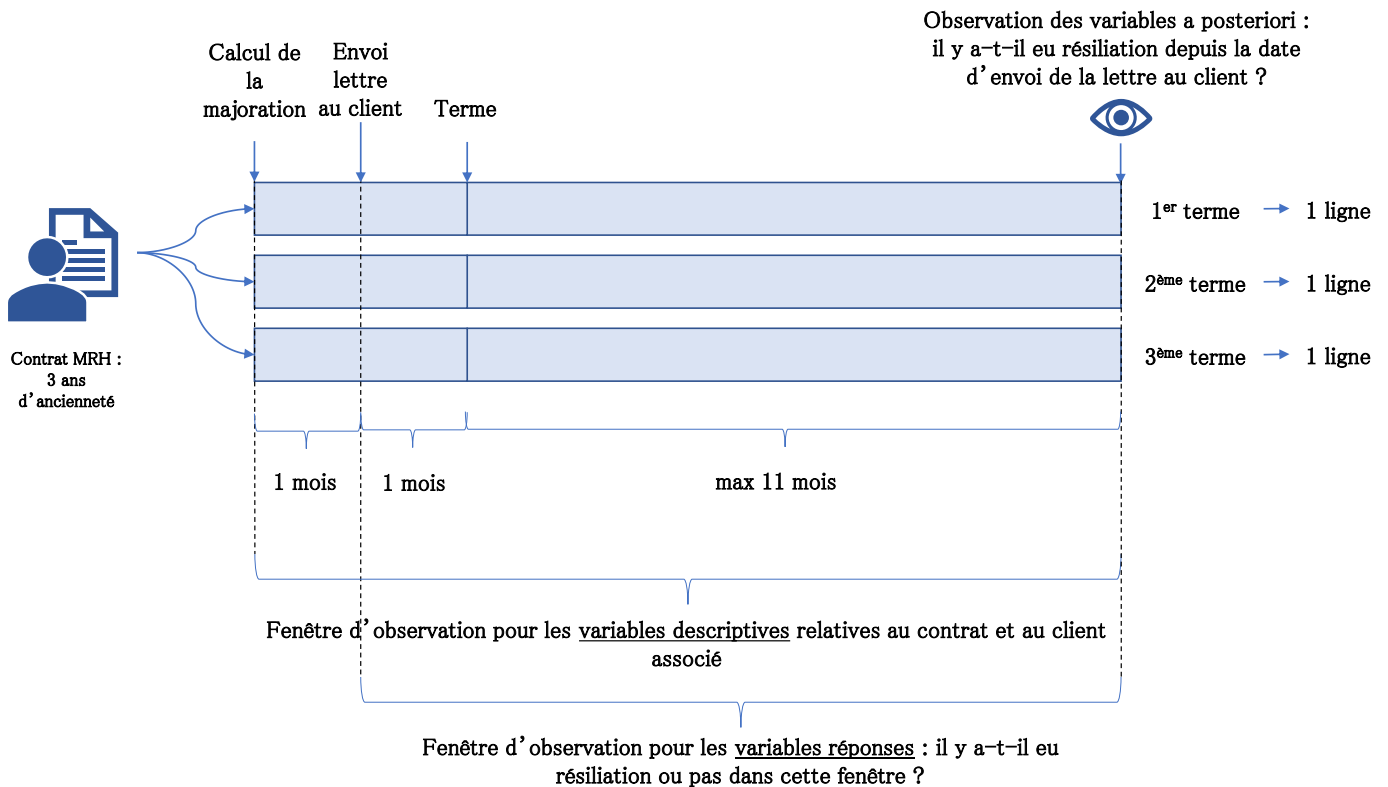 Observation des variables a posteriori :
il y a-t-il eu résiliation depuis la date
d'envoi de la lettre au client ?
Calcul de
la
majoration
Envoi
lettre
au client
Terme
1er terme
1 ligne
2ème terme
1 ligne
3ème terme
1 ligne
Contrat MRH :
3 ans
d'ancienneté
1 mois
1 mois
max 11 mois
Fenêtre d'observation pour les variables descriptives relatives au contrat et au client
associé
Fenêtre d'observation pour les variables réponses : il y a-t-il eu
résiliation ou pas dans cette fenêtre ?